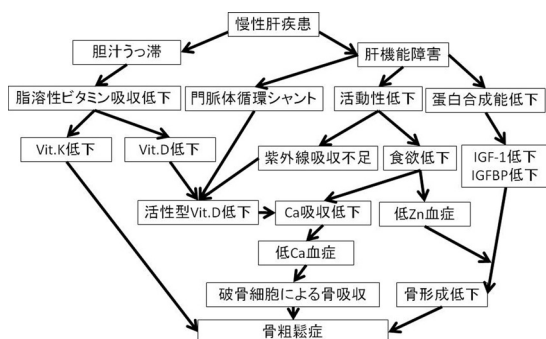 慢性肝疾患
胆汁うっ滞
肝機能障害
脂溶性ビタミン吸収低下
門脈体循環シャント
活動性低下
蛋白合成能低下
Vit.K低下
Vit.D低下
紫外線吸収不足
食欲低下
IGF-1低下
IGFBP低下
活性型Vit.D低下
Ca吸収低下
低Zn血症
低Ca血症
破骨細胞による骨吸収
骨形成低下
骨粗鬆症